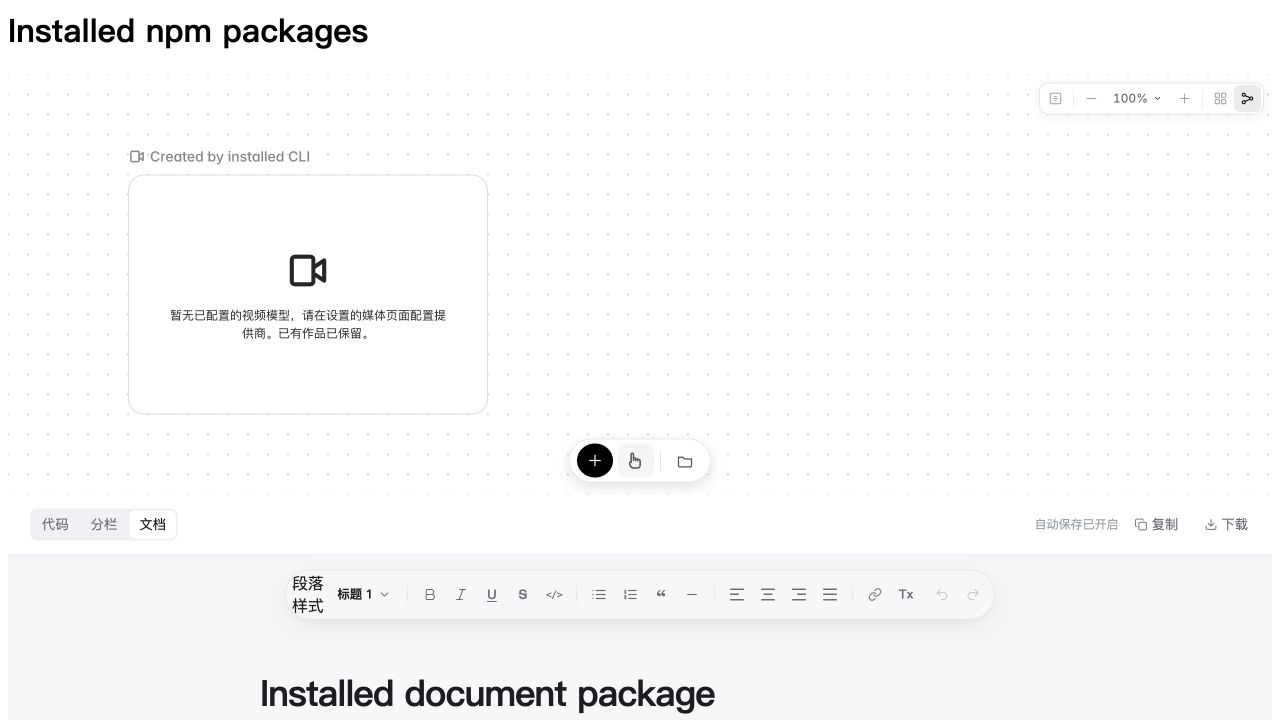 Installed npm packages
100%
Created by installed CLI
暂无已配置的视频模型，请在设置的媒体页面配置提
供商。已有作品已保留。
代码 分栏 文档 自动保存已开启 复制 下载
段落
样式
标题 1 B I U S </> “ Tx
Installed document package